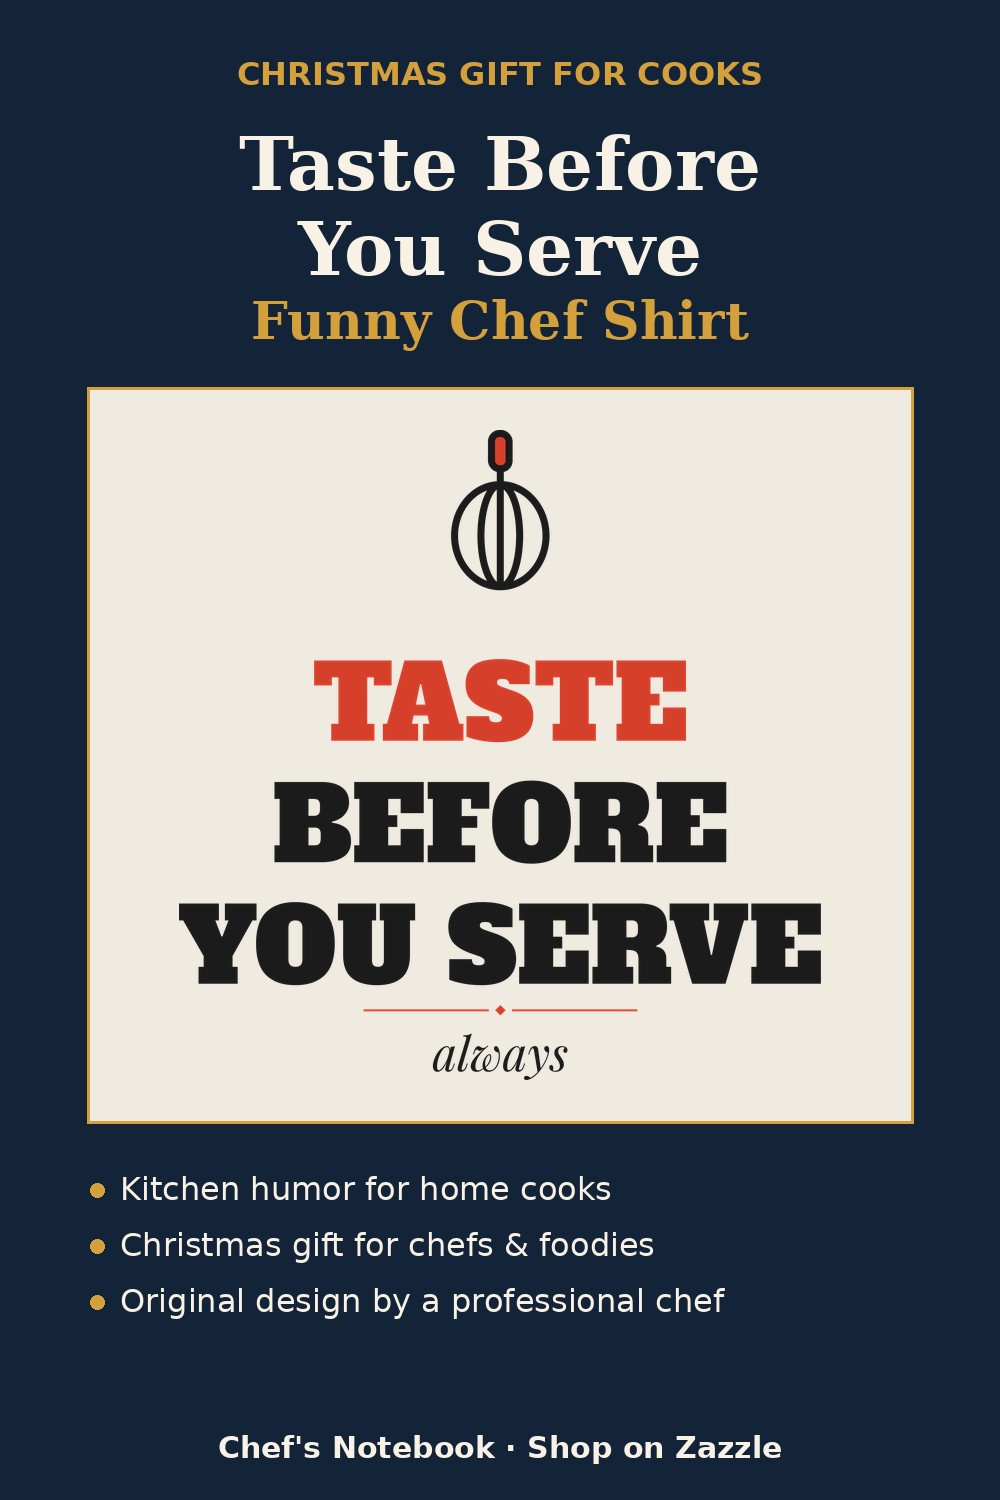 CHRISTMAS GIFT FOR COOKS
Taste Before
You Serve
Funny Chef Shirt
TASTE
BEFORE
YOU SERVE
always
Kitchen humor for home cooks
Christmas gift for chefs & foodies
Original design by a professional chef
Chef's Notebook · Shop on Zazzle